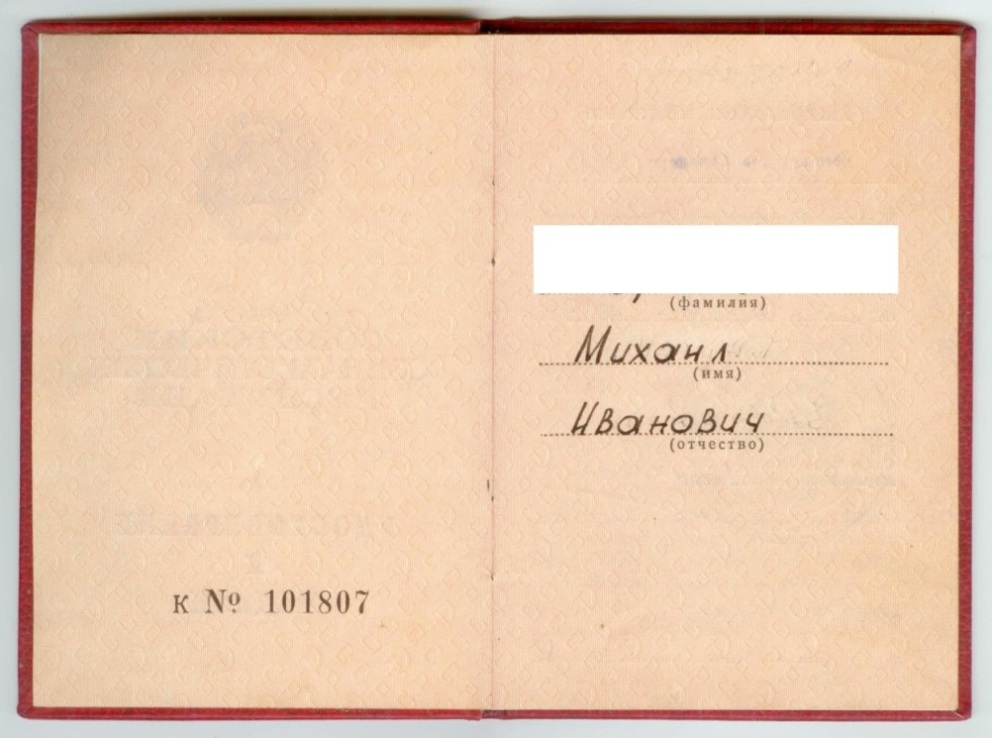 к № 101807
(фамилия)
Михаил
(имя)
Иванович
(отчество)